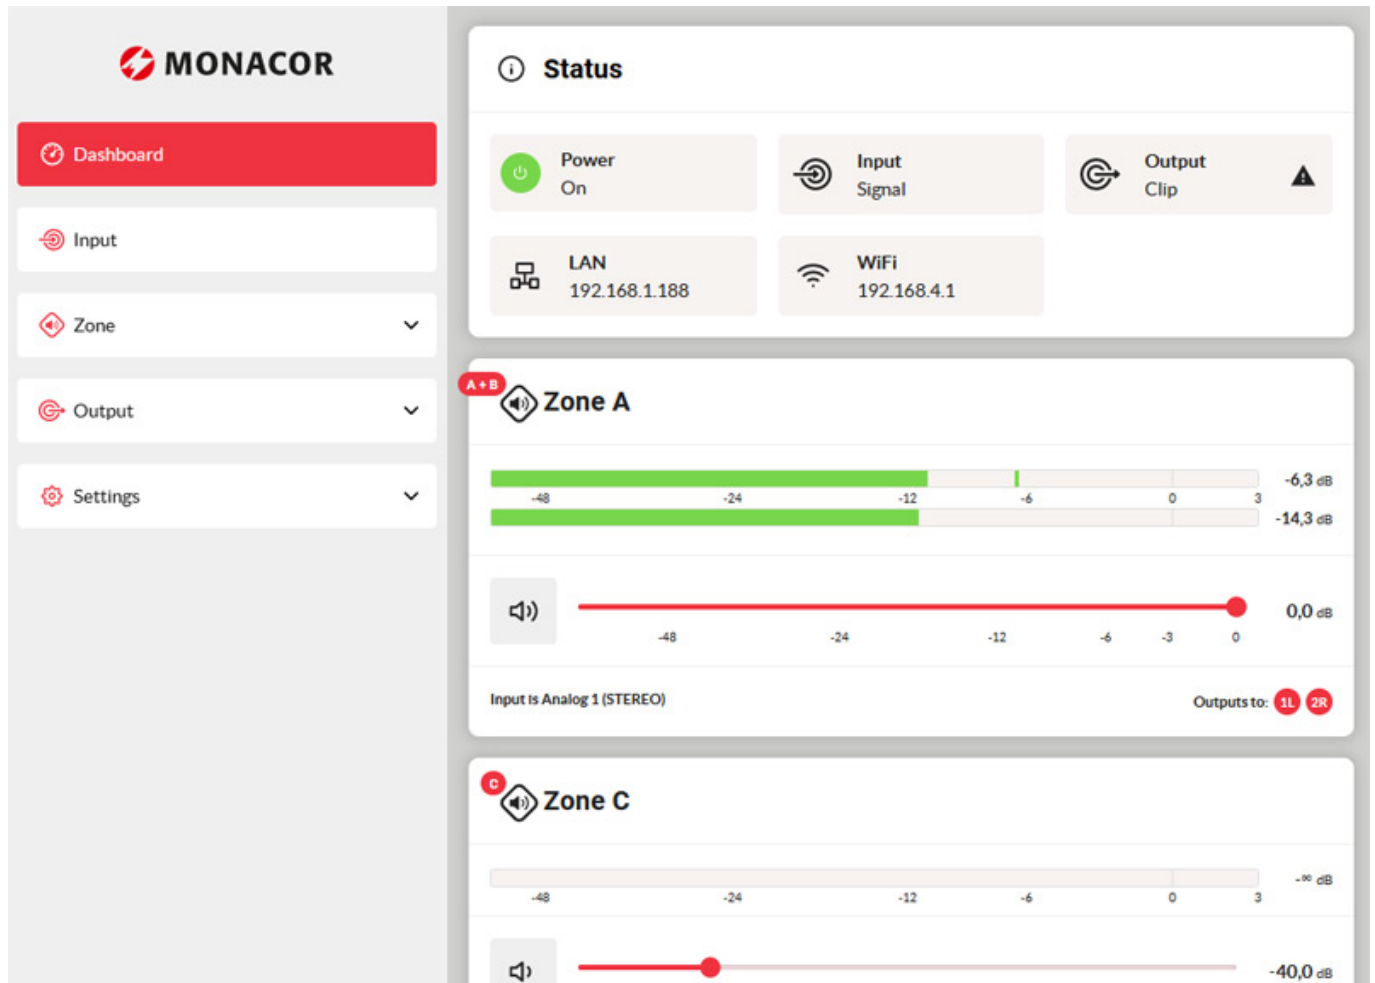 MONACOR
Dashboard
Input
Zone
Output
Settings
Status
Power
On
Input
Signal
Output
Clip
LAN
192.168.1.188
WiFi
192.168.4.1
A + B
Zone A
-6,3 dB
-48 -24 -12 -6 0 3
-14,3 dB
0,0 dB
-48 -24 -12 -6 -3 0
Input is Analog 1 (STEREO)
Outputs to: 1L 2R
C
Zone C
-∞ dB
-48 -24 -12 -6 0 3
-40,0 dB